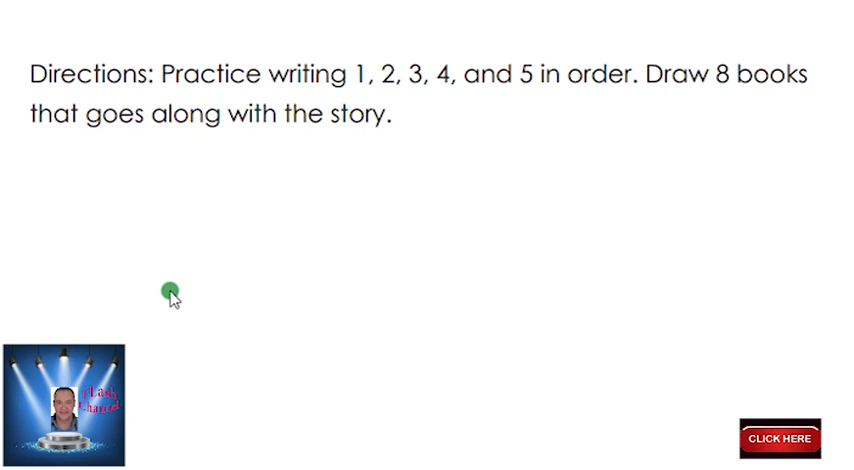 Directions: Practice writing 1, 2, 3, 4, and 5 in order. Draw 8 books
that goes along with the story.
Channel
CLICK HERE